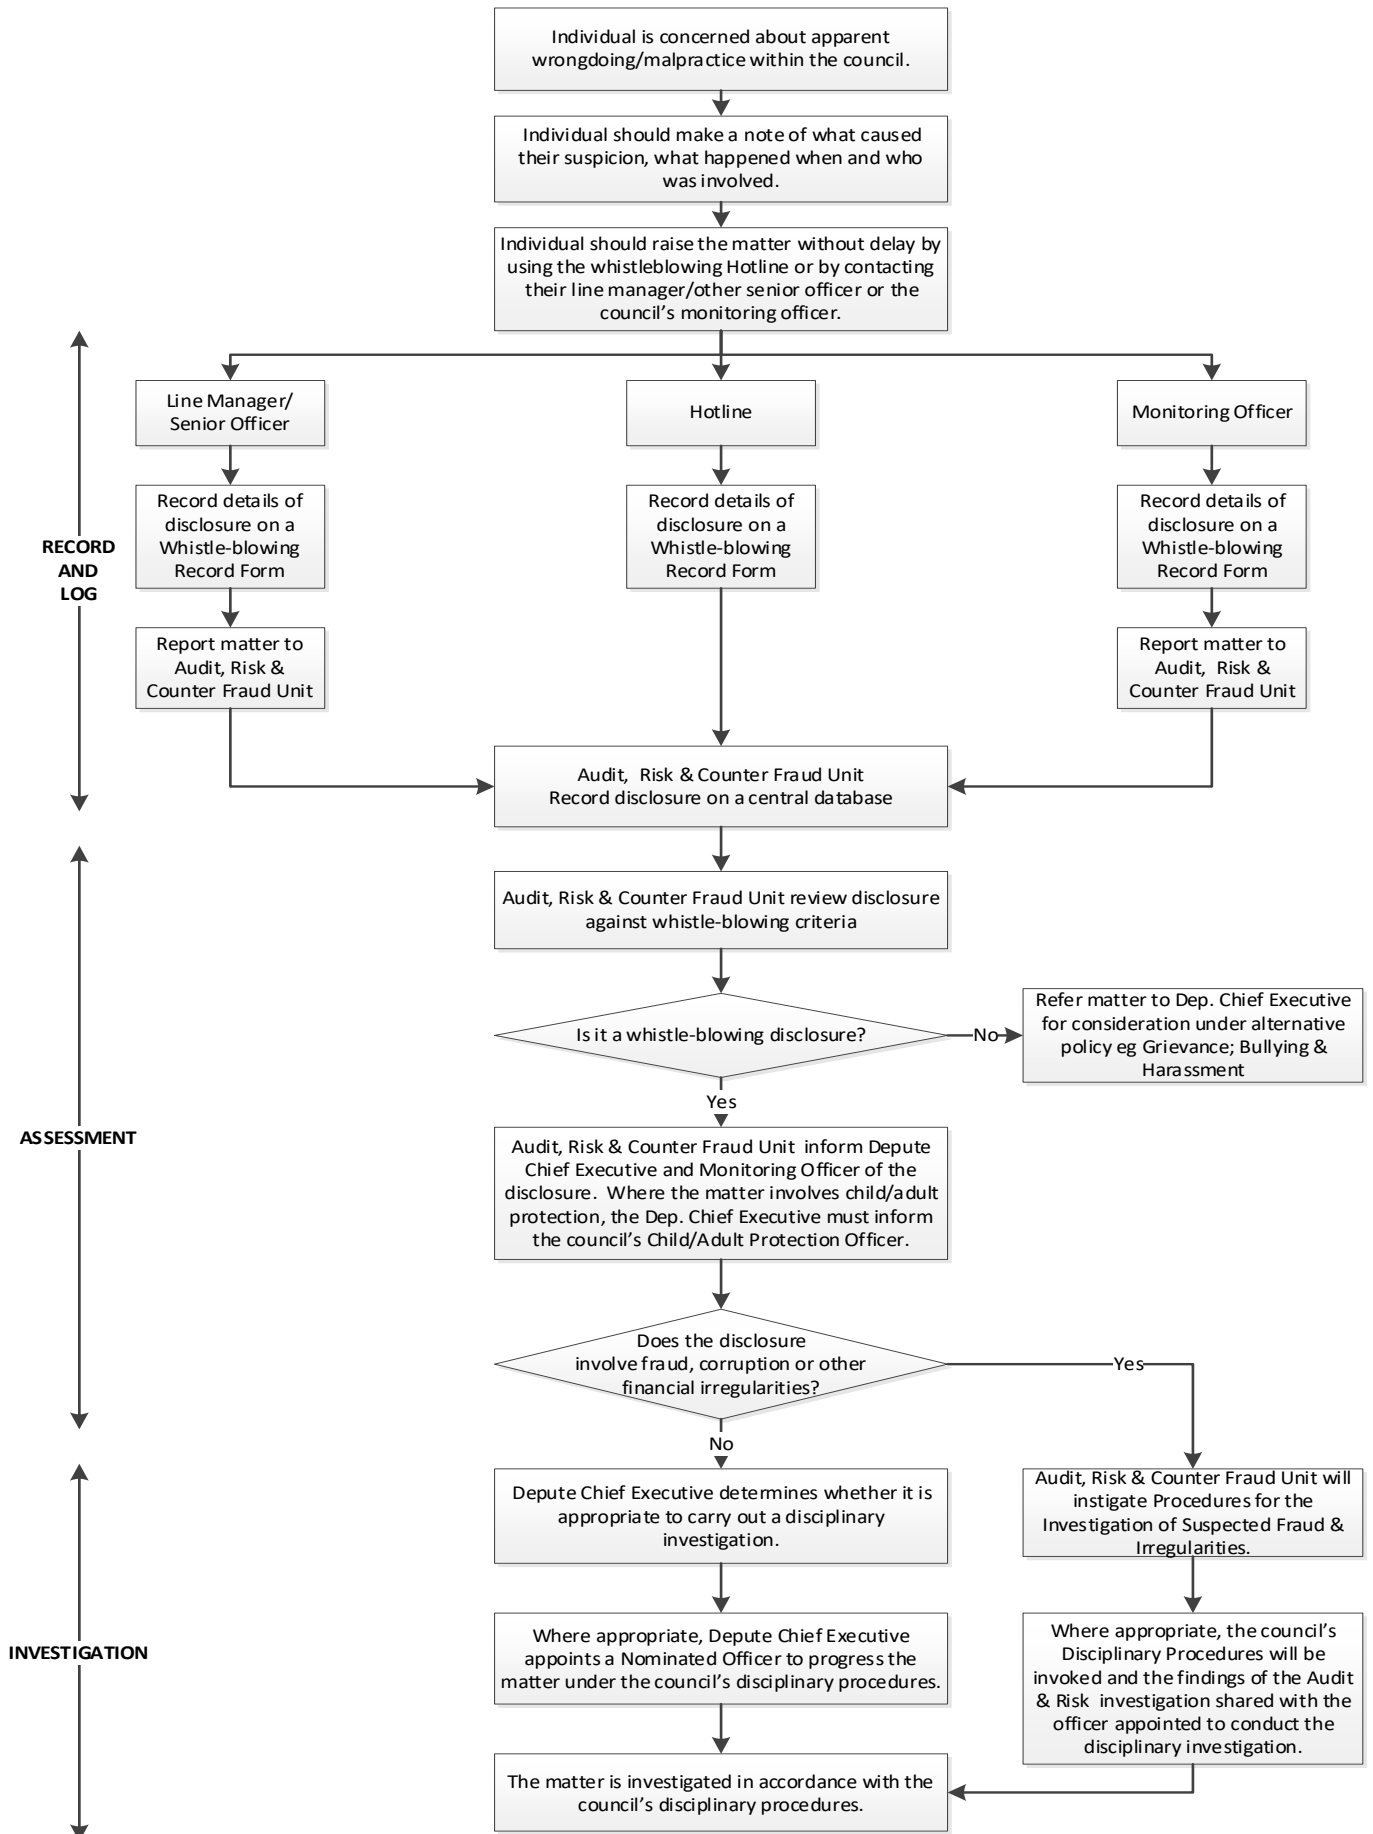 Individual is concerned about apparent
wrongdoing/malpractice within the council.
Individual should make a note of what caused
their suspicion, what happened when and who
was involved.
Individual should raise the matter without delay by
using the whistleblowing Hotline or by contacting
their line manager/other senior officer or the
council's monitoring officer.
RECORD
AND
LOG
Line Manager/
Senior Officer
Hotline
Monitoring Officer
Record details of
disclosure on a
Whistle-blowing
Record Form
Record details of
disclosure on a
Whistle-blowing
Record Form
Record details of
disclosure on a
Whistle-blowing
Record Form
Report matter to
Audit, Risk &
Counter Fraud Unit
Report matter to
Audit, Risk &
Counter Fraud Unit
Audit, Risk & Counter Fraud Unit
Record disclosure on a central database
ASSESSMENT
Audit, Risk & Counter Fraud Unit review disclosure
against whistle-blowing criteria
Is it a whistle-blowing disclosure?
No
Refer matter to Dep. Chief Executive
for consideration under alternative
policy eg Grievance; Bullying &
Harassment
Yes
Audit, Risk & Counter Fraud Unit inform Depute
Chief Executive and Monitoring Officer of the
disclosure. Where the matter involves child/adult
protection, the Dep. Chief Executive must inform
the council's Child/Adult Protection Officer.
Does the disclosure
involve fraud, corruption or other
financial irregularities?
Yes
No
INVESTIGATION
Depute Chief Executive determines whether it is
appropriate to carry out a disciplinary
investigation.
Audit, Risk & Counter Fraud Unit will
instigate Procedures for the
Investigation of Suspected Fraud &
Irregularities.
Where appropriate, Depute Chief Executive
appoints a Nominated Officer to progress the
matter under the council's disciplinary procedures.
Where appropriate, the council's
Disciplinary Procedures will be
invoked and the findings of the Audit
& Risk investigation shared with the
officer appointed to conduct the
disciplinary investigation.
The matter is investigated in accordance with the
council's disciplinary procedures.